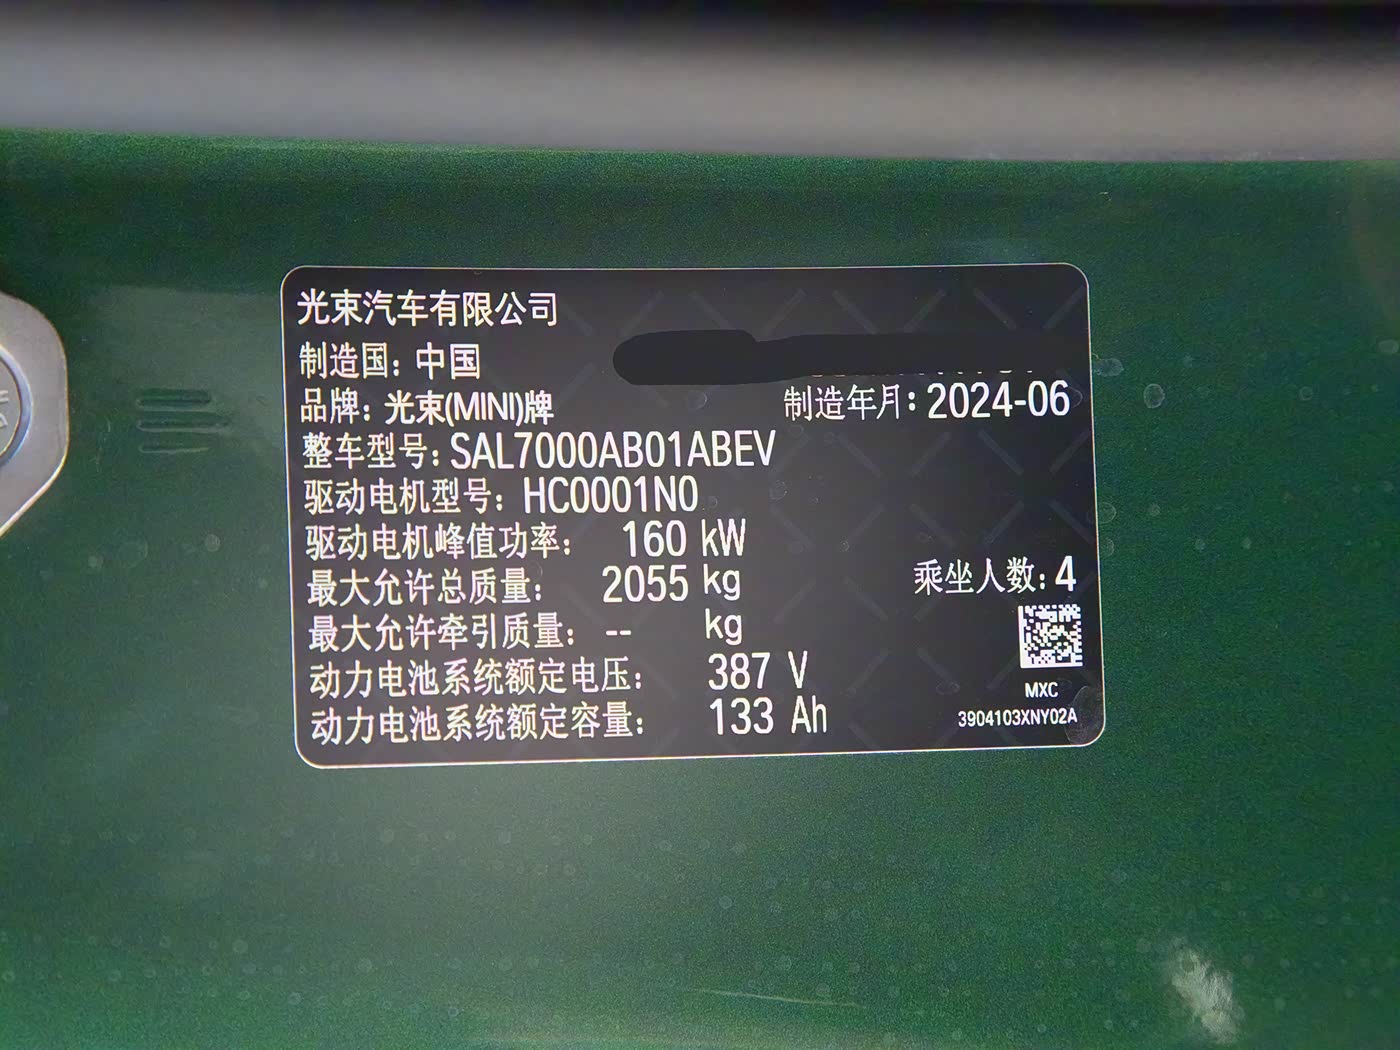 光束汽车有限公司
制造国：中国
品牌：光束(MINI)牌
制造年月：2024-06
整车型号：SAL7000AB01ABEV
驱动电机型号：HC0001N0
驱动电机峰值功率： 160 kW
最大允许总质量： 2055 kg
乘坐人数：4
最大允许牵引质量： -- kg
动力电池系统额定电压： 387 V
动力电池系统额定容量： 133 Ah
MXC
3904103XNY02A